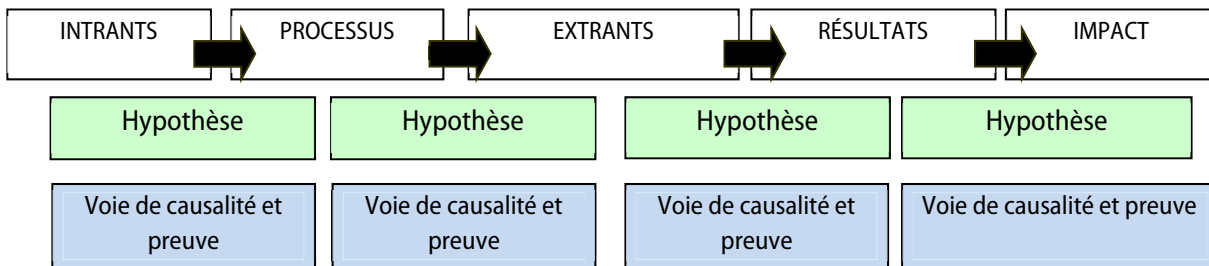 INTRANTS PROCESSUS EXTRANTS RÉSULTATS IMPACT
Hypothèse Hypothèse Hypothèse Hypothèse
Voie de causalité et Voie de causalité et Voie de causalité et Voie de causalité et preuve
preuve preuve preuve